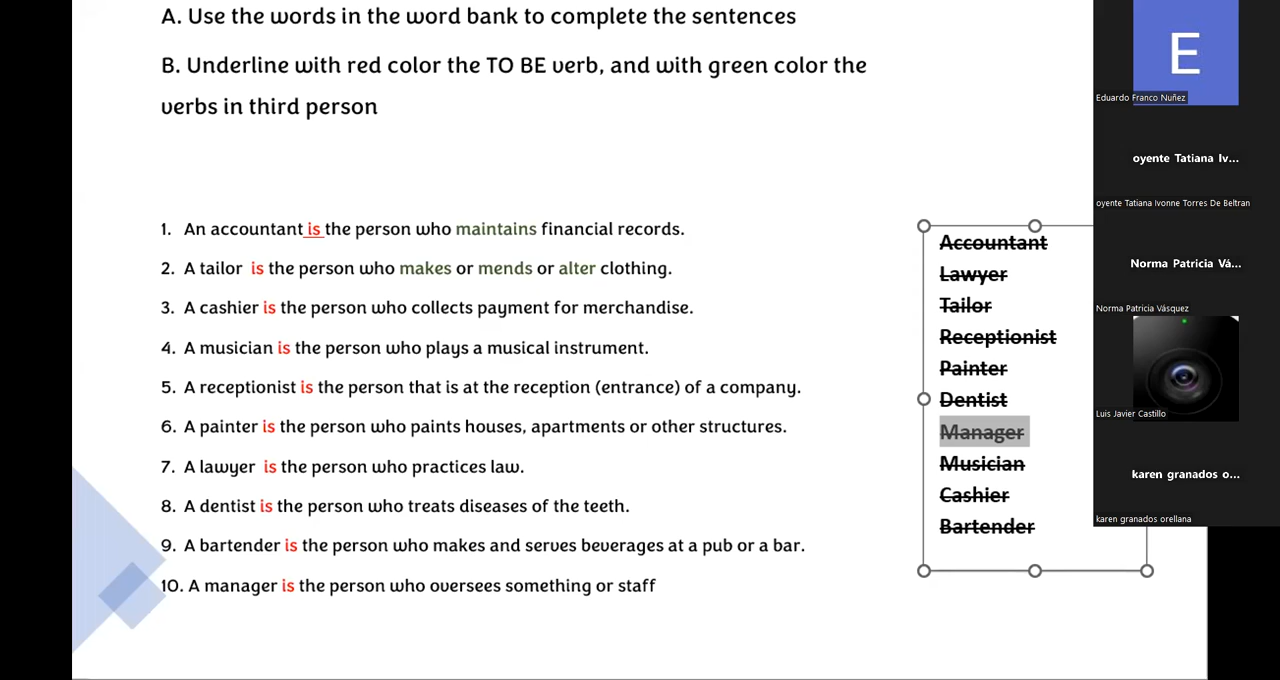 A. Use the words in the word bank to complete the sentences
B. Underline with red color the TO BE verb, and with green color the
verbs in third person
1. An accountant is the person who maintains financial records.
2. A tailor is the person who makes or mends or alter clothing.
3. A cashier is the person who collects payment for merchandise.
4. A musician is the person who plays a musical instrument.
5. A receptionist is the person that is at the reception (entrance) of a company.
6. A painter is the person who paints houses, apartments or other structures.
7. A lawyer is the person who practices law.
8. A dentist is the person who treats diseases of the teeth.
9. A bartender is the person who makes and serves beverages at a pub or a bar.
10. A manager is the person who oversees something or staff
Accountant
Lawyer
Tailor
Receptionist
Painter
Dentist
Manager
Musician
Cashier
Bartender
E
Eduardo Franco Nuñez
oyente Tatiana Iv...
oyente Tatiana Ivonne Torres De Beltran
Norma Patricia Vá...
Norma Patricia Vásquez
Luis Javier Castillo
karen granados o...
karen granados orellana